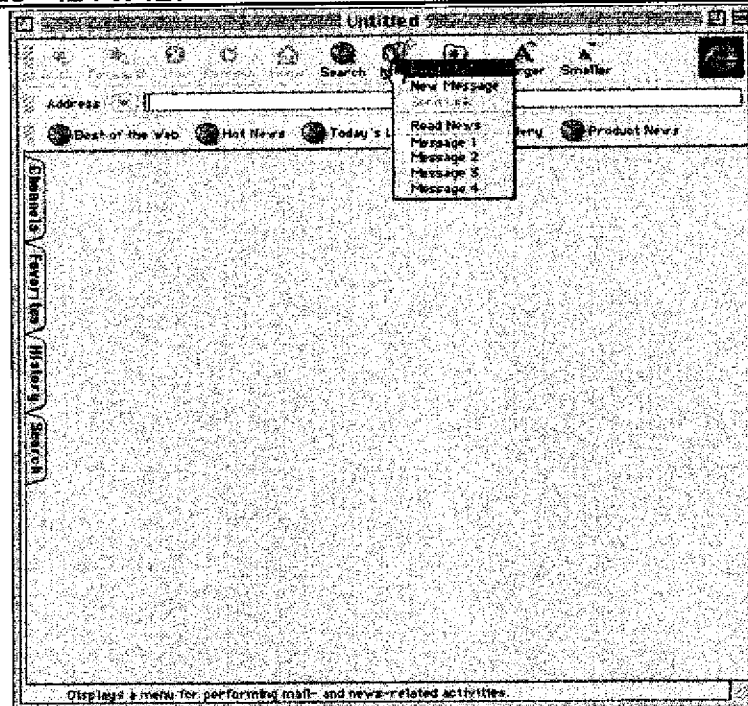 Untitled
Search Smaller
New Message
Address
Read News
Best of the Web Hot News Today's Product News
Message 1
Message 2
Message 3
Message 4
Channels
Favorites
History
Search
Displays a menu for performing mail- and news-related activities.